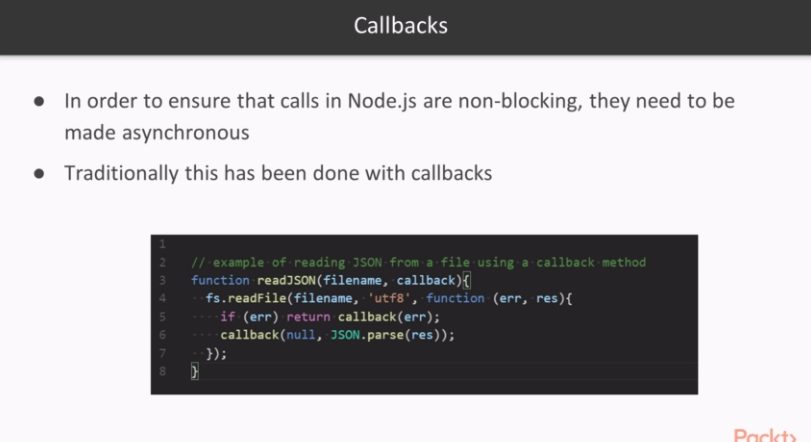 Callbacks
● In order to ensure that calls in Node.js are non-blocking, they need to be
made asynchronous
● Traditionally this has been done with callbacks
1
2 // example of reading JSON from a file using a callback method
3 function readJSON(filename, callback){
4   fs.readFile(filename, 'utf8', function (err, res){
5     if (err) return callback(err);
6     callback(null, JSON.parse(res));
7   });
8 }
Packt>